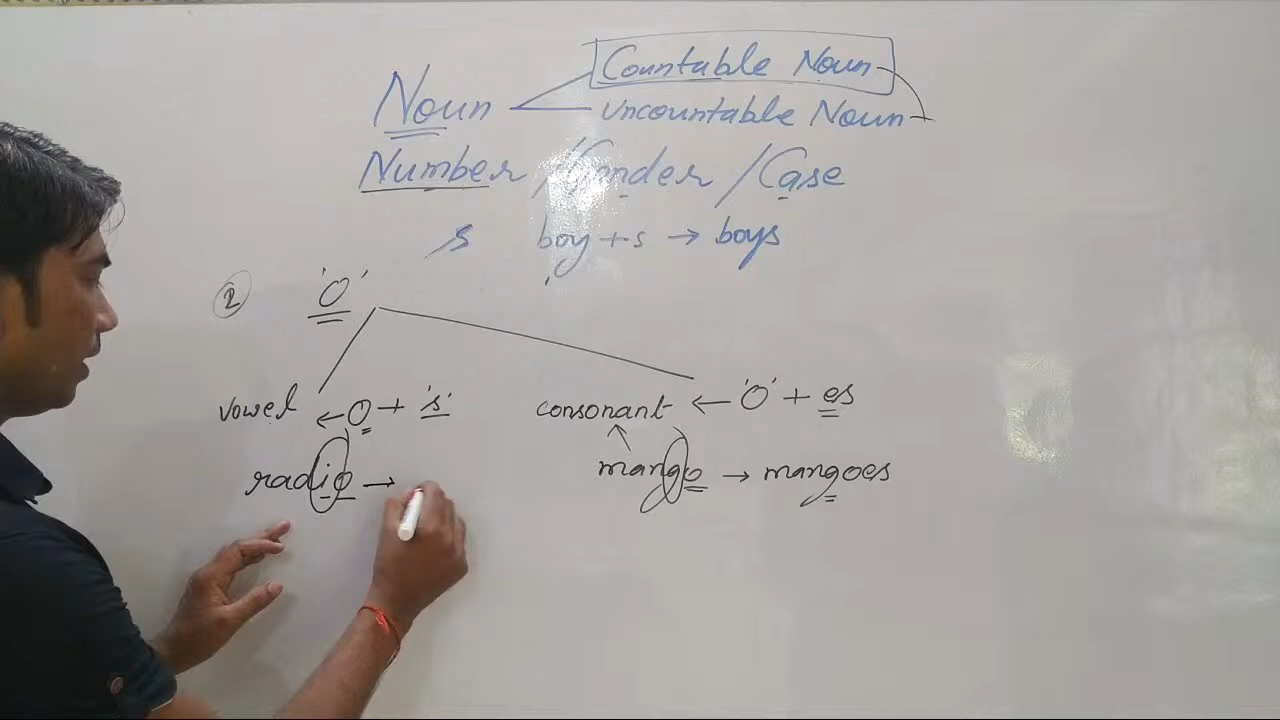 Countable Noun
Noun
Uncountable Noun
Number / Gender / Case
s boy + s → boys
2 'O'
vowel ← O + 's'
consonant ← 'O' + es
radio →
mango → mangoes